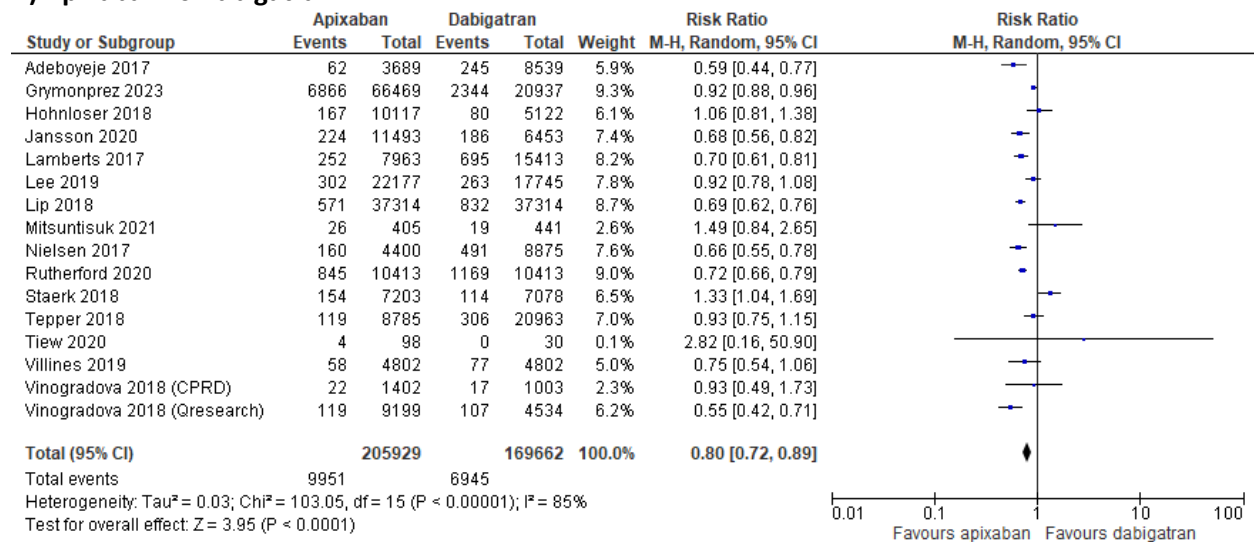 Apixaban Dabigatran Risk Ratio Risk Ratio
Study or Subgroup Events Total Events Total Weight M-H, Random, 95% CI M-H, Random, 95% CI
Adeboyeje 2017 62 3689 245 8539 5.9% 0.59 [0.44, 0.77]
Grymonprez 2023 6866 66469 2344 20937 9.3% 0.92 [0.88, 0.96]
Hohnloser 2018 167 10117 80 5122 6.1% 1.06 [0.81, 1.38]
Jansson 2020 224 11493 186 6453 7.4% 0.68 [0.56, 0.82]
Lamberts 2017 252 7963 695 15413 8.2% 0.70 [0.61, 0.81]
Lee 2019 302 22177 263 17745 7.8% 0.92 [0.78, 1.08]
Lip 2018 571 37314 832 37314 8.7% 0.69 [0.62, 0.76]
Mitsuntisuk 2021 26 405 19 441 2.6% 1.49 [0.84, 2.65]
Nielsen 2017 160 4400 491 8875 7.6% 0.66 [0.55, 0.78]
Rutherford 2020 845 10413 1169 10413 9.0% 0.72 [0.66, 0.79]
Staerk 2018 154 7203 114 7078 6.5% 1.33 [1.04, 1.69]
Tepper 2018 119 8785 306 20963 7.0% 0.93 [0.75, 1.15]
Tiew 2020 4 98 0 30 0.1% 2.82 [0.16, 50.90]
Villines 2019 58 4802 77 4802 5.0% 0.75 [0.54, 1.06]
Vinogradova 2018 (CPRD) 22 1402 17 1003 2.3% 0.93 [0.49, 1.73]
Vinogradova 2018 (Qresearch) 119 9199 107 4534 6.2% 0.55 [0.42, 0.71]
Total (95% CI) 205929 169662 100.0% 0.80 [0.72, 0.89]
Total events 9951 6945
Heterogeneity: Tau² = 0.03; Chi² = 103.05, df = 15 (P < 0.00001); I² = 85%
Test for overall effect: Z = 3.95 (P < 0.0001)
0.01 0.1 1 10 100
Favours apixaban Favours dabigatran